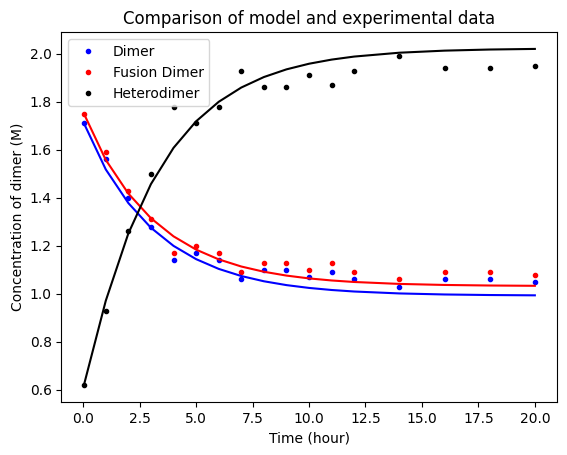 Comparison of model and experimental data
Dimer
Fusion Dimer
Heterodimer
Concentration of dimer (M)
2.0
1.8
1.6
1.4
1.2
1.0
0.8
0.6
0.0 2.5 5.0 7.5 10.0 12.5 15.0 17.5 20.0
Time (hour)